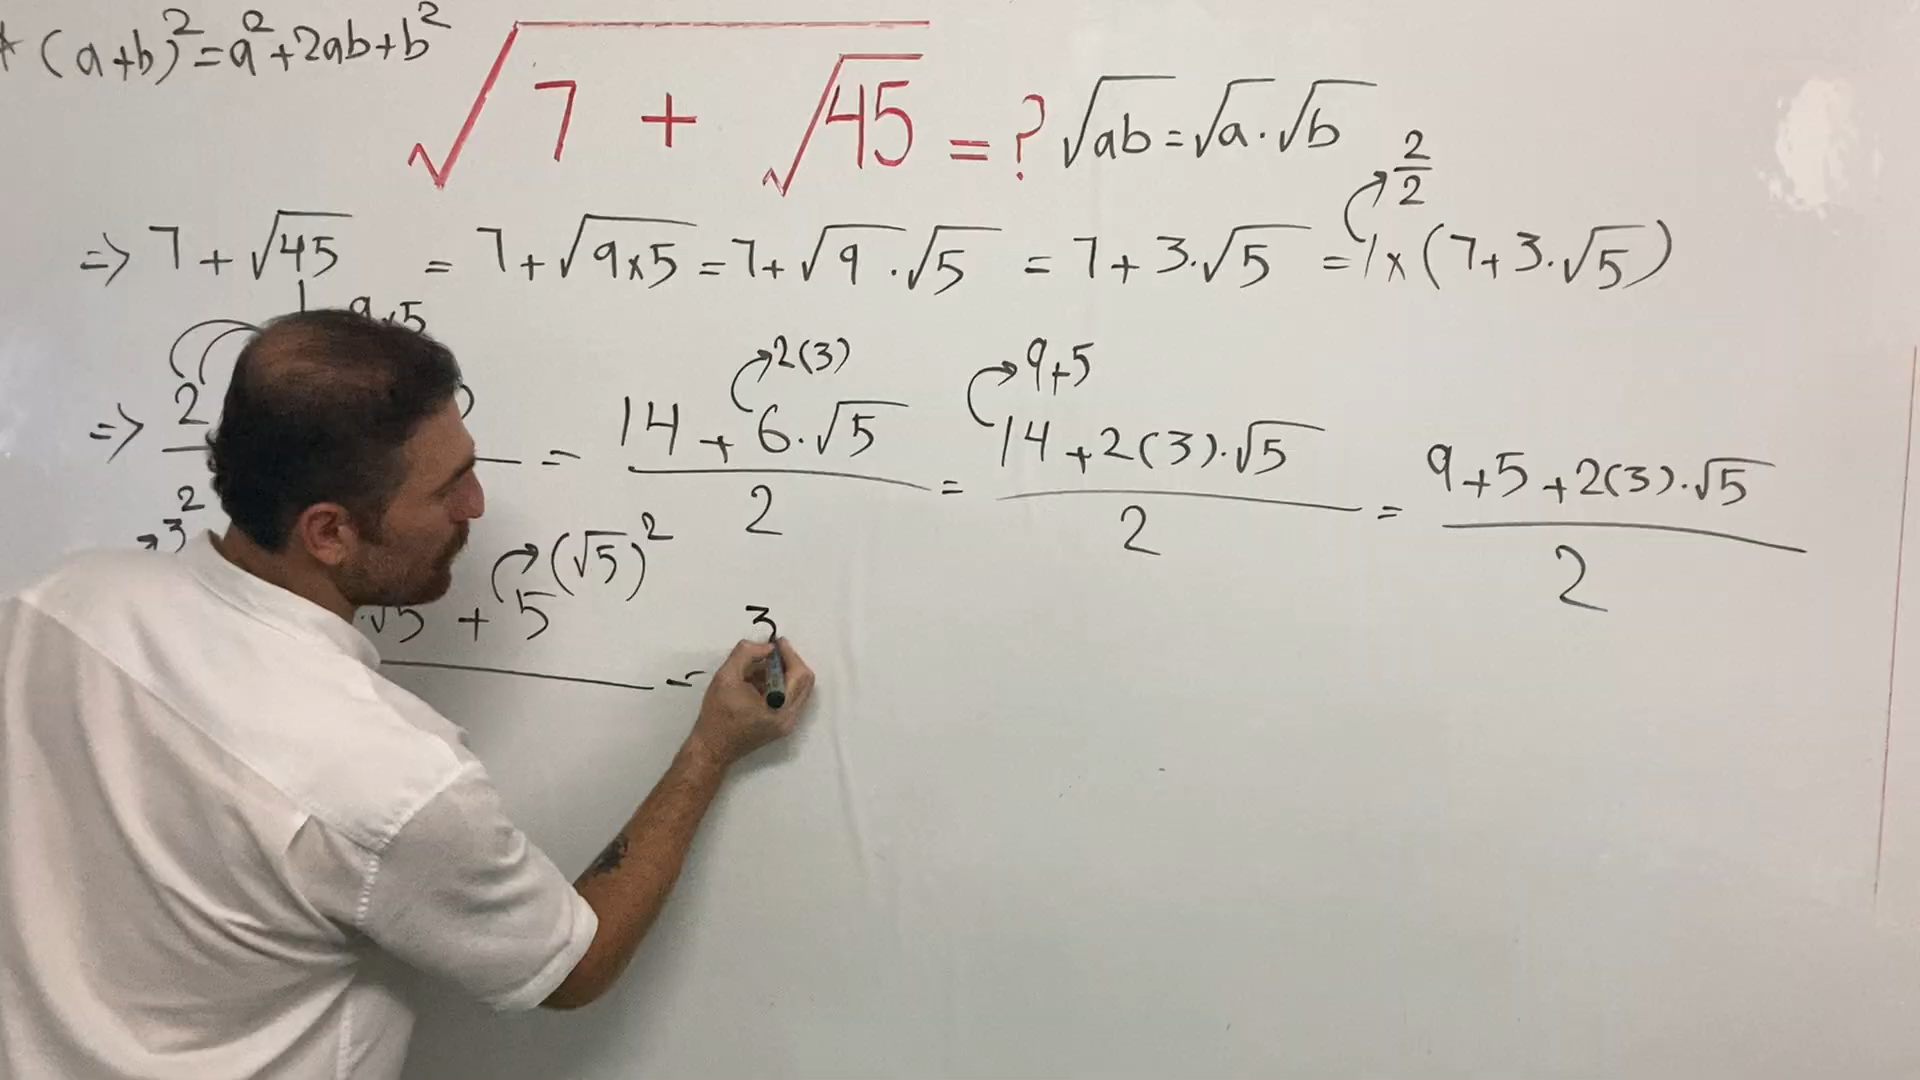 (a+b)²=a²+2ab+b²
√(7 + √45) = ?
√ab=√a.√b
2/2
=> 7+√45 = 7+√9x5 = 7+√9.√5 = 7+3.√5 = 1x(7+3.√5)
9x5
2(3)
9+5
=> 2 = (14+6.√5)/2 = (14+2(3).√5)/2 = (9+5+2(3).√5)/2
3²
(√5)²
.√5 + 5 = 3